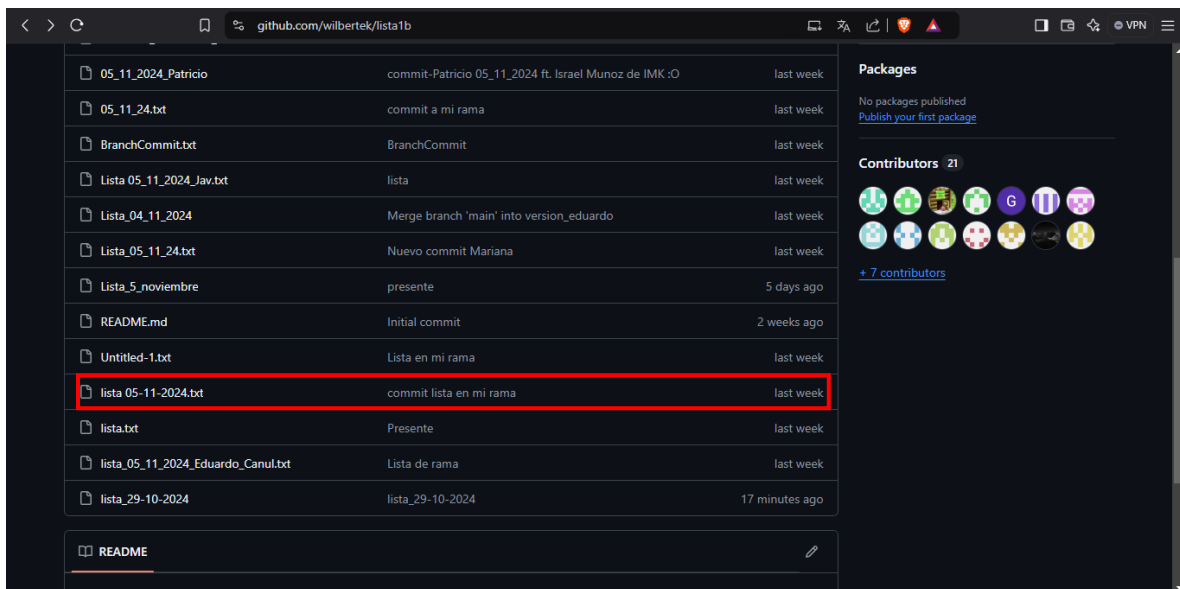 github.com/wilbertek/lista1b
VPN
05_11_2024_Patricio commit-Patricio 05_11_2024 ft. Israel Munoz de IMK :O last week
05_11_24.txt commit a mi rama last week
BranchCommit.txt BranchCommit last week
Lista 05_11_2024_Jav.txt lista last week
Lista_04_11_2024 Merge branch 'main' into version_eduardo last week
Lista_05_11_24.txt Nuevo commit Mariana last week
Lista_5_noviembre presente 5 days ago
README.md Initial commit 2 weeks ago
Untitled-1.txt Lista en mi rama last week
lista 05-11-2024.txt commit lista en mi rama last week
lista.txt Presente last week
lista_05_11_2024_Eduardo_Canul.txt Lista de rama last week
lista_29-10-2024 lista_29-10-2024 17 minutes ago
README
Packages
No packages published
Publish your first package
Contributors 21
G
+ 7 contributors